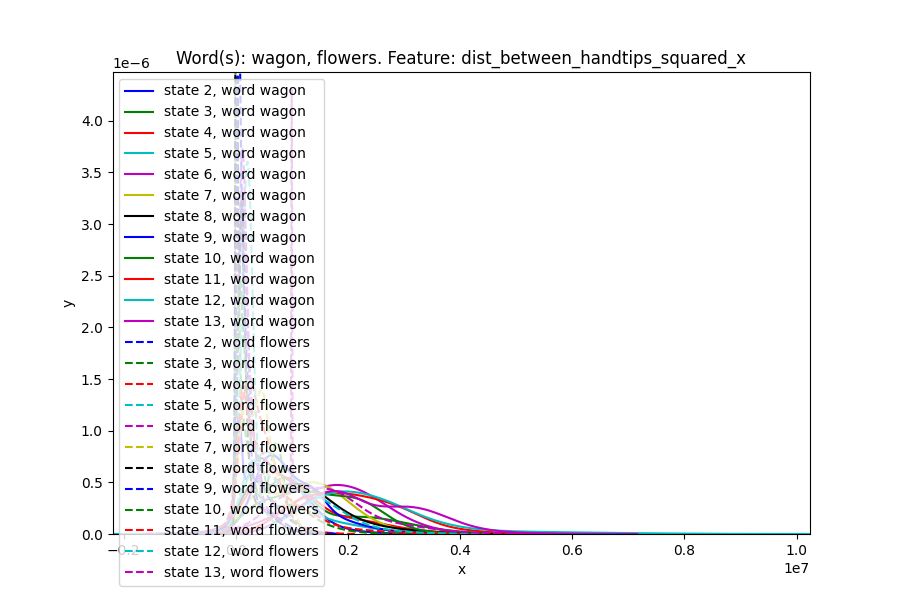 Word(s): wagon, flowers. Feature: dist_between_handtips_squared_x
1e−6
4.0
3.5
3.0
2.5
2.0
1.5
1.0
0.5
0.0
y
state 2, word wagon
state 3, word wagon
state 4, word wagon
state 5, word wagon
state 6, word wagon
state 7, word wagon
state 8, word wagon
state 9, word wagon
state 10, word wagon
state 11, word wagon
state 12, word wagon
state 13, word wagon
state 2, word flowers
state 3, word flowers
state 4, word flowers
state 5, word flowers
state 6, word flowers
state 7, word flowers
state 8, word flowers
state 9, word flowers
state 10, word flowers
state 11, word flowers
state 12, word flowers
state 13, word flowers
−0.2 0.0 0.2 0.4 0.6 0.8 1.0
x
1e7